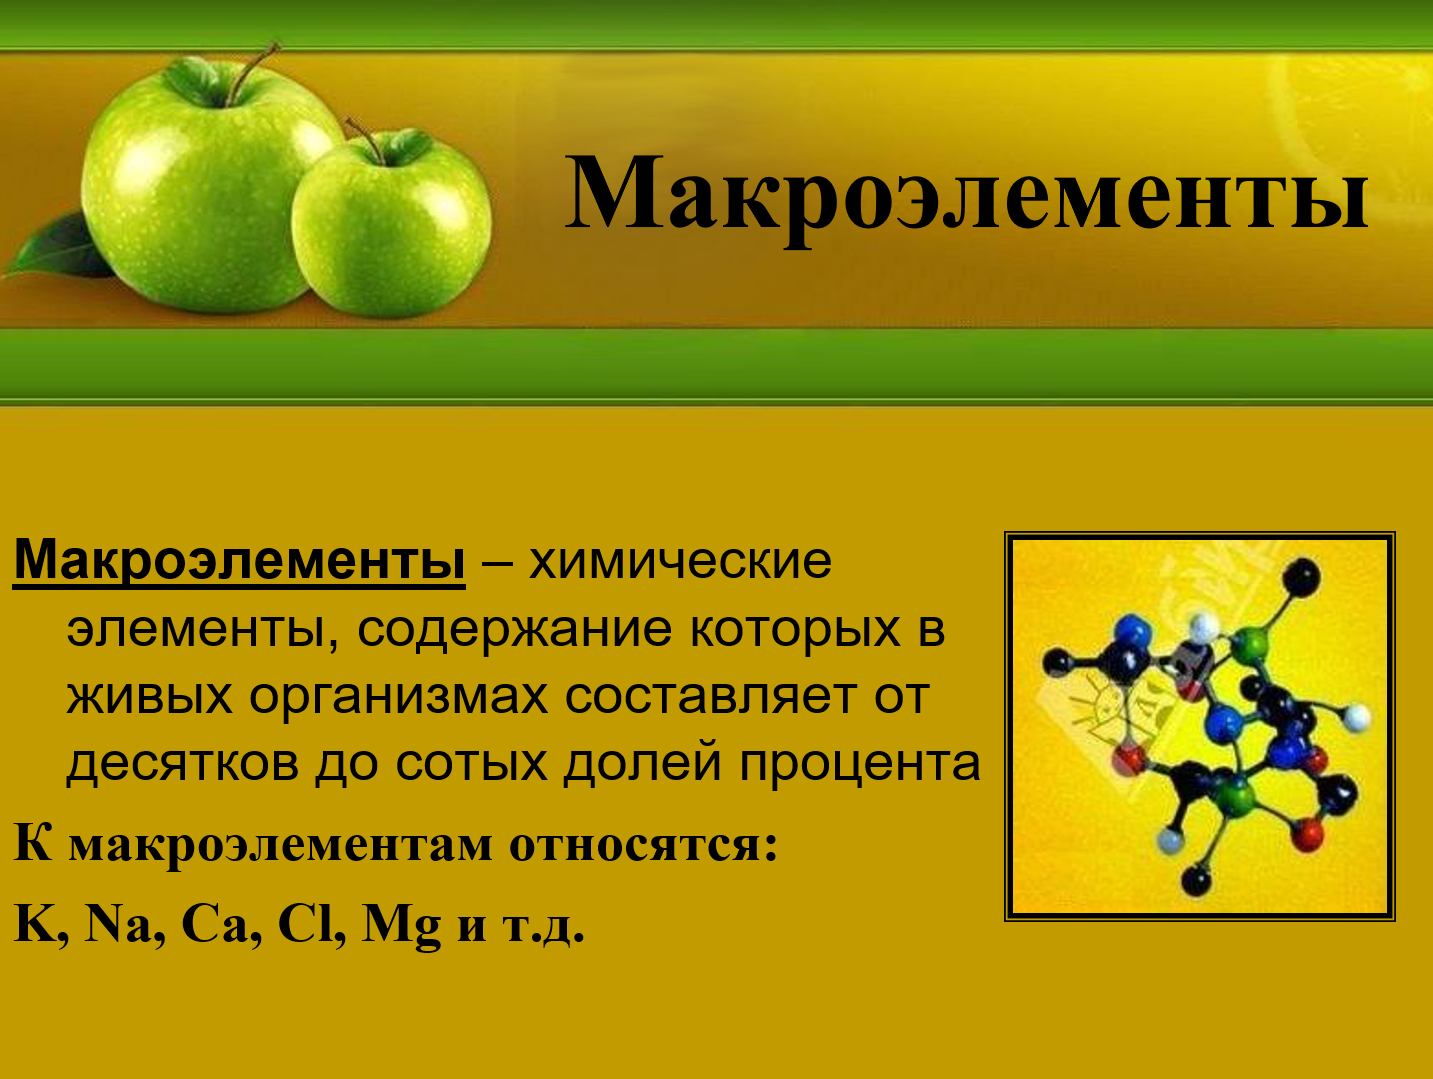 Макроэлементы
Макроэлементы – химические
элементы, содержание которых в
живых организмах составляет от
десятков до сотых долей процента
К макроэлементам относятся:
K, Na, Ca, Cl, Mg и т.д.